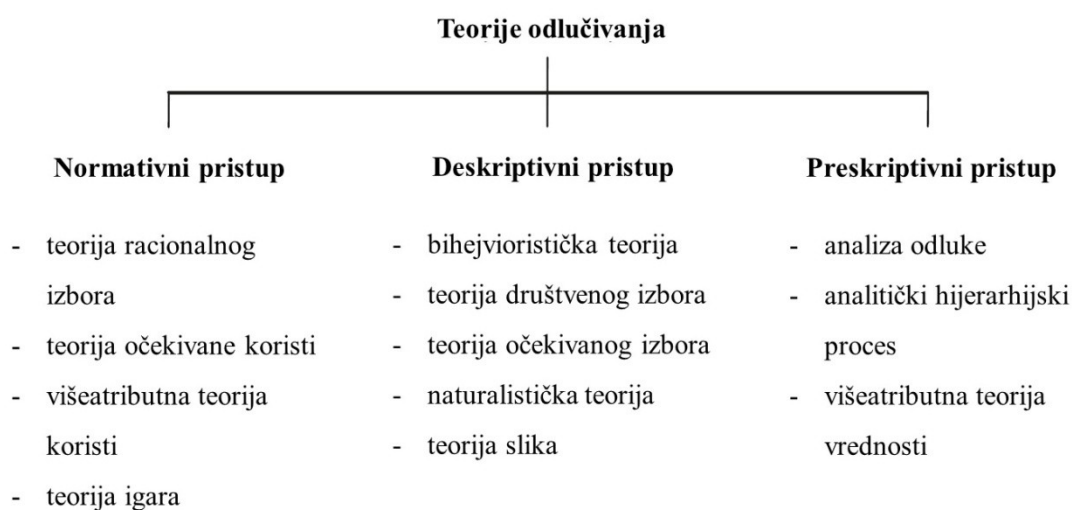 Teorije odlučivanja
Normativni pristup
- teorija racionalnog
izbora
- teorija očekivane koristi
- višeatributna teorija
koristi
- teorija igara
Deskriptivni pristup
- bihejvioristička teorija
- teorija društvenog izbora
- teorija očekivanog izbora
- naturalistička teorija
- teorija slika
Preskriptivni pristup
- analiza odluke
- analitički hijerarhijski
proces
- višeatributna teorija
vrednosti